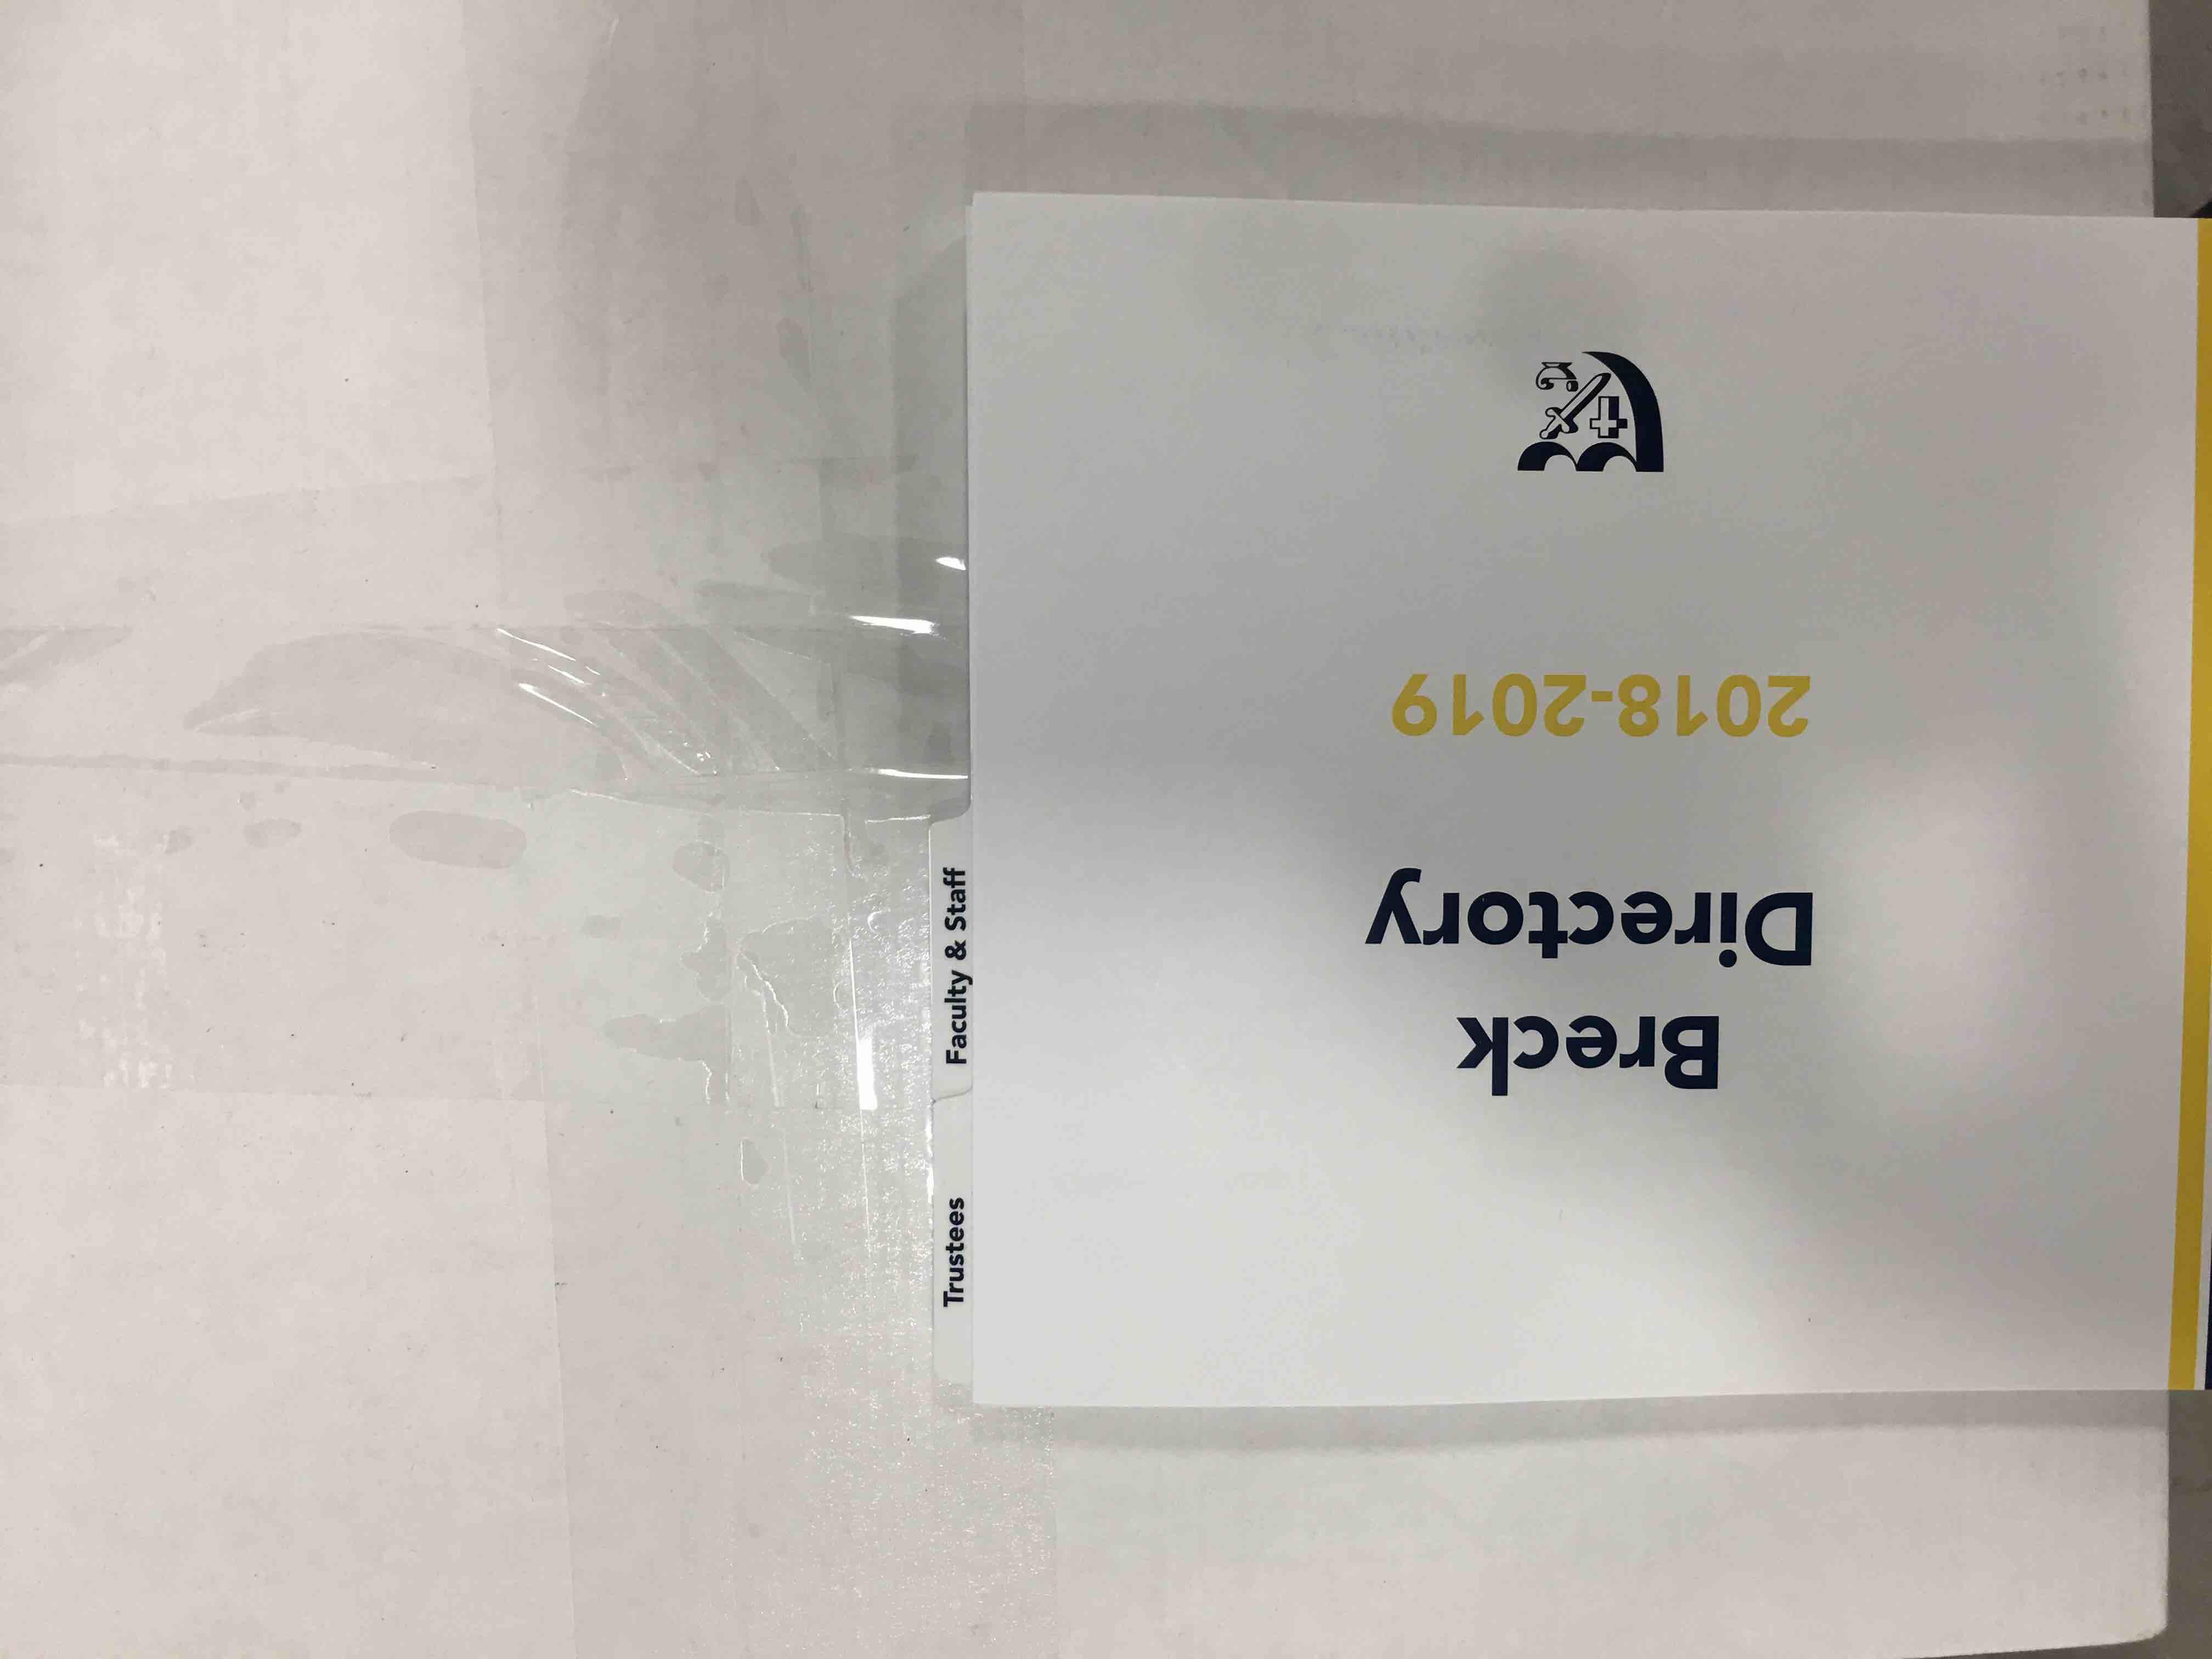 Breck
Directory
2018-2019
Trustees
Faculty & Staff